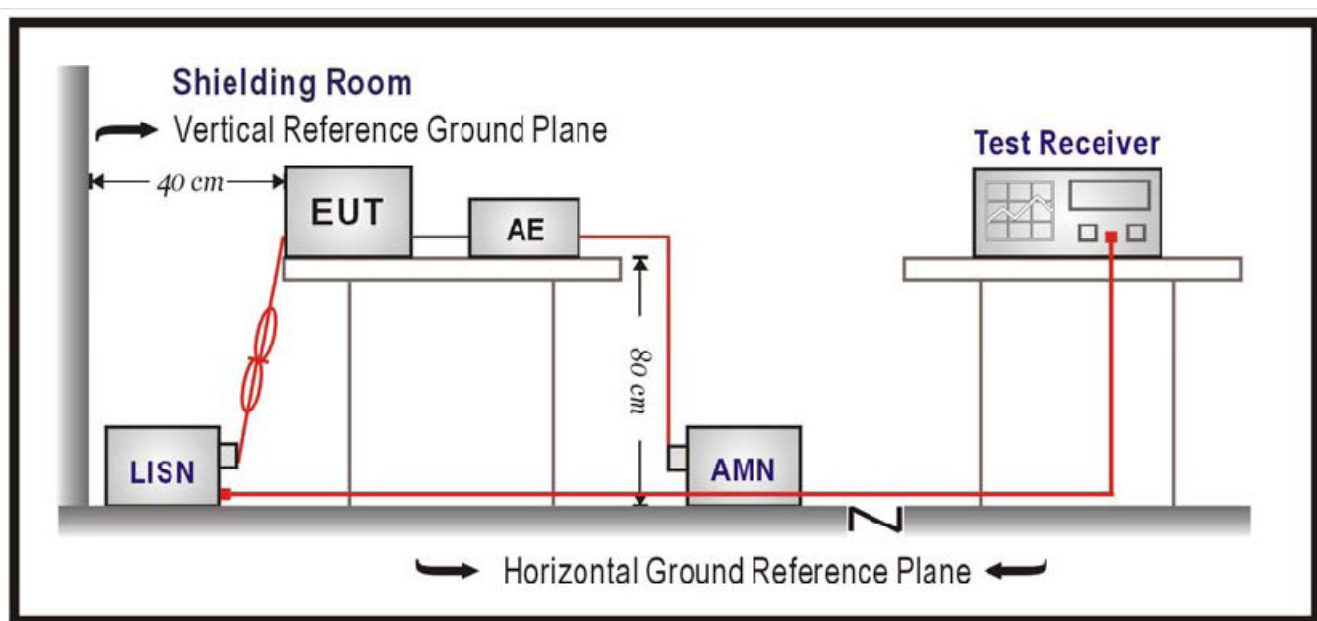 Shielding Room
Vertical Reference Ground Plane
Test Receiver
40 cm
EUT
AE
80 cm
LISN
AMN
Horizontal Ground Reference Plane